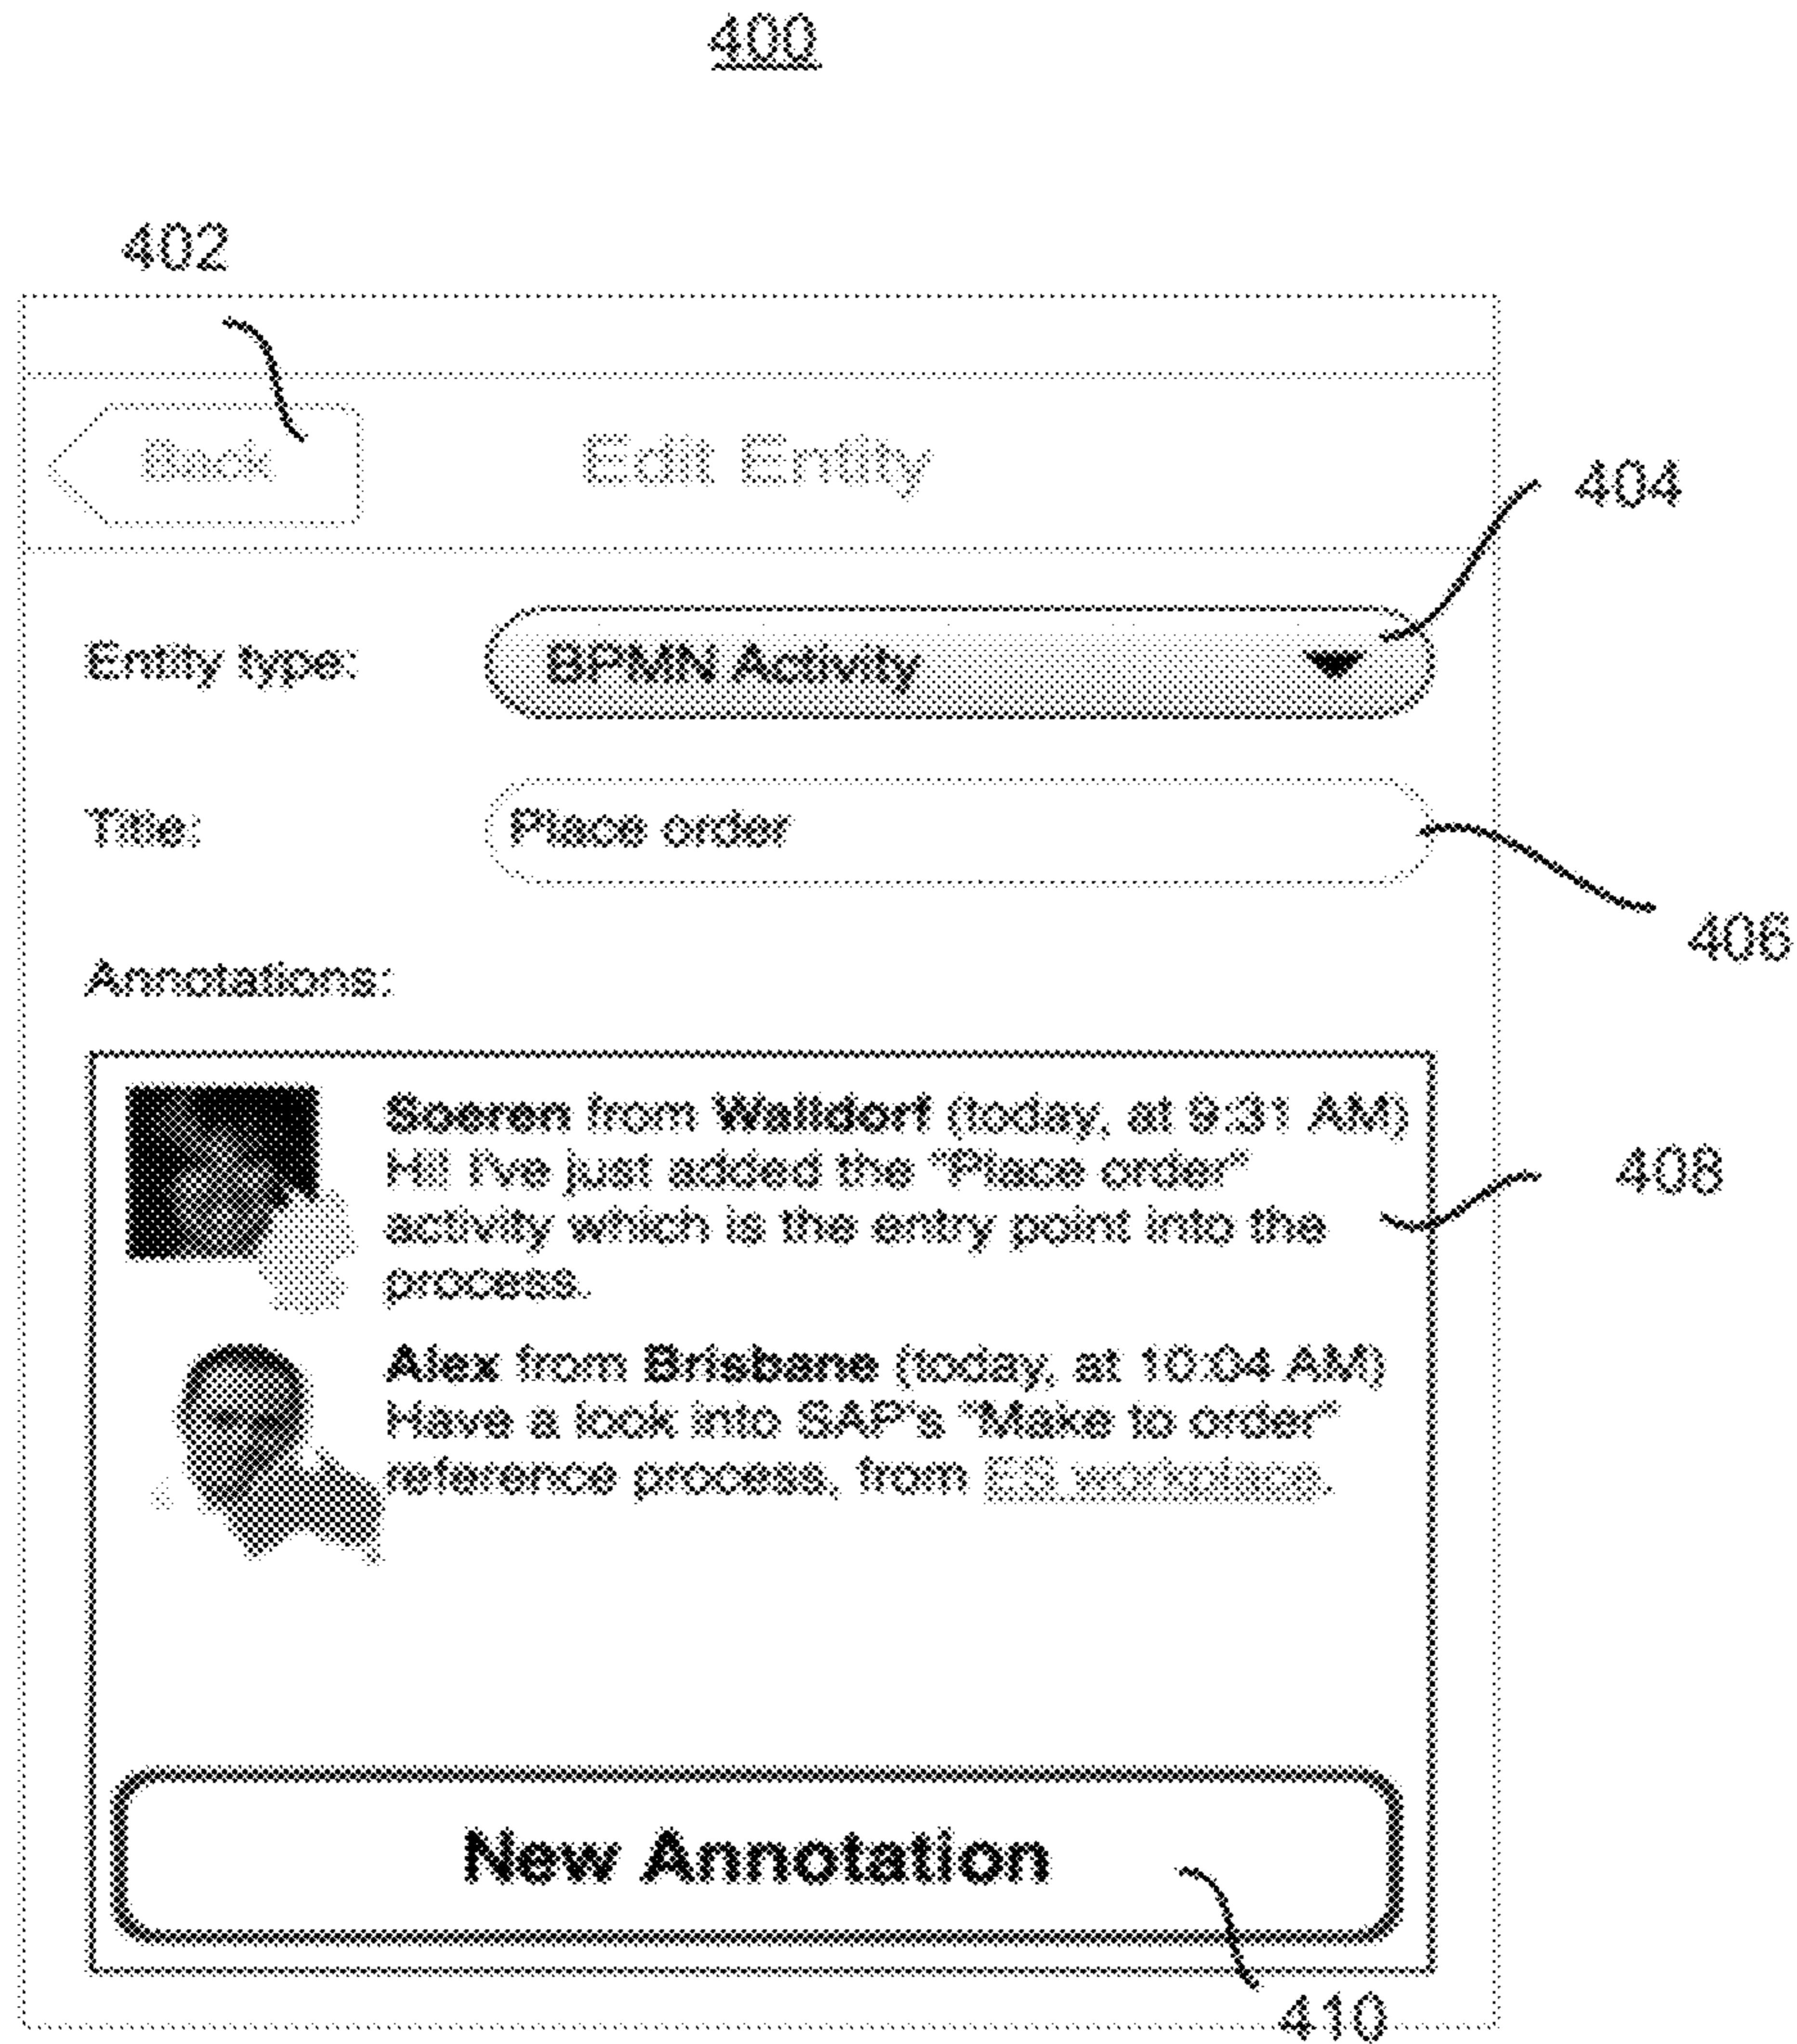 400
402
Back
Edit Entity
404
Entity type:
BPMN Activity
Title:
Place order
406
Annotations:
Soeren from Walldorf (today, at 9:31 AM)
Hi! I've just added the "Place order"
activity which is the entry point into the
process.
408
Alex from Brisbane (today, at 10:04 AM)
Have a look into SAP's "Make to order"
reference process, from ES workplace.
New Annotation
410